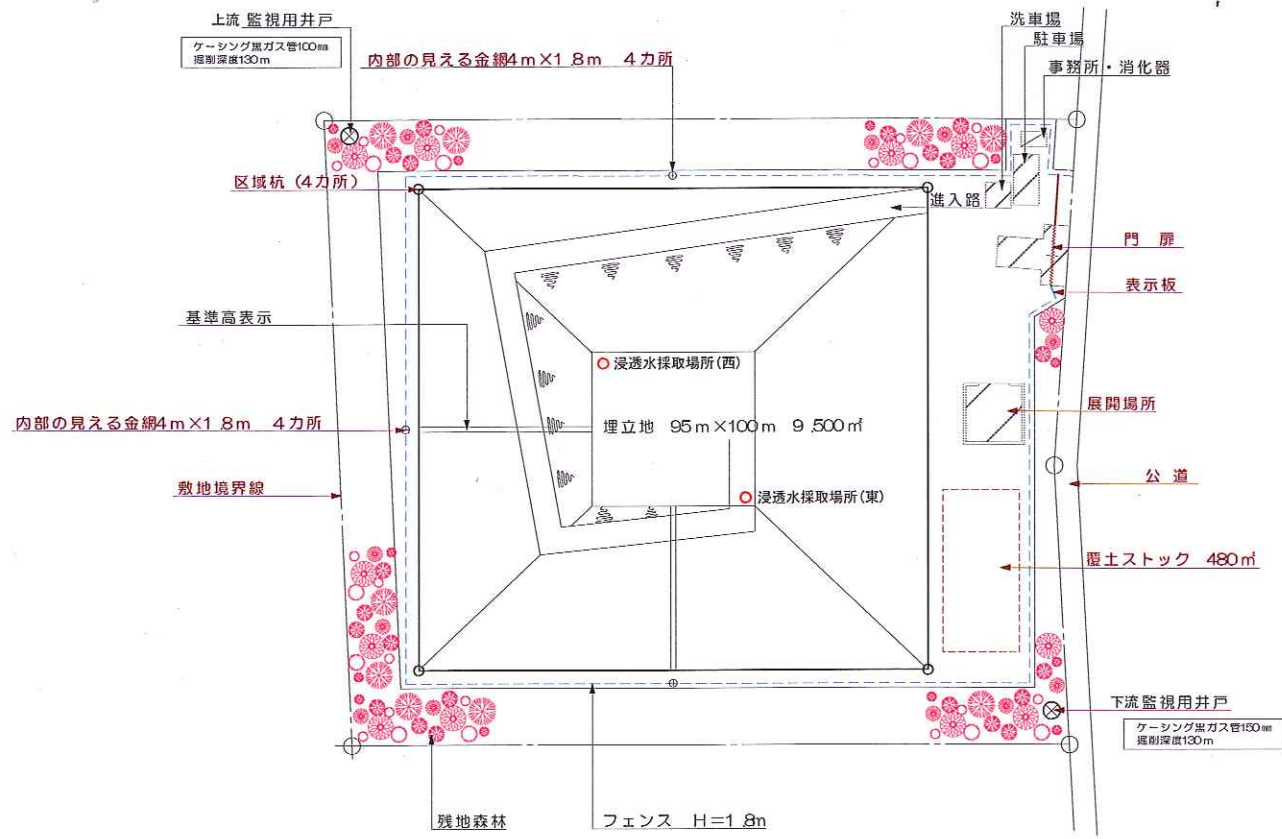 上流 監視用井戸
ケーシング黒ガス管100㎜
掘削深度130m
内部の見える金網4m×1.8m 4カ所
洗車場
駐車場
事務所・消化器
区域杭(4カ所)
進入路
門 扉
表示板
基準高表示
浸透水採取場所(西)
展開場所
内部の見える金網4m×1.8m 4カ所
埋立地 95m×100m 9,500㎡
公 道
敷地境界線
浸透水採取場所(東)
覆土ストック 480㎡
下流監視用井戸
ケーシング黒ガス管150㎜
掘削深度130m
残地森林
フェンス H=1.8m